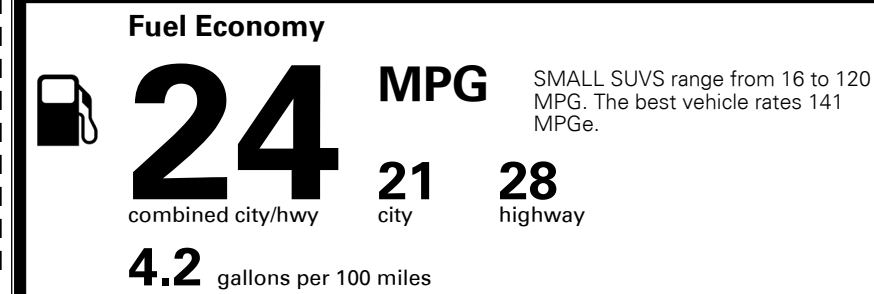 Fuel Economy
24 MPG
SMALL SUVS range from 16 to 120
MPG. The best vehicle rates 141
MPGe.
21 28
combined city/hwy city highway
4.2 gallons per 100 miles